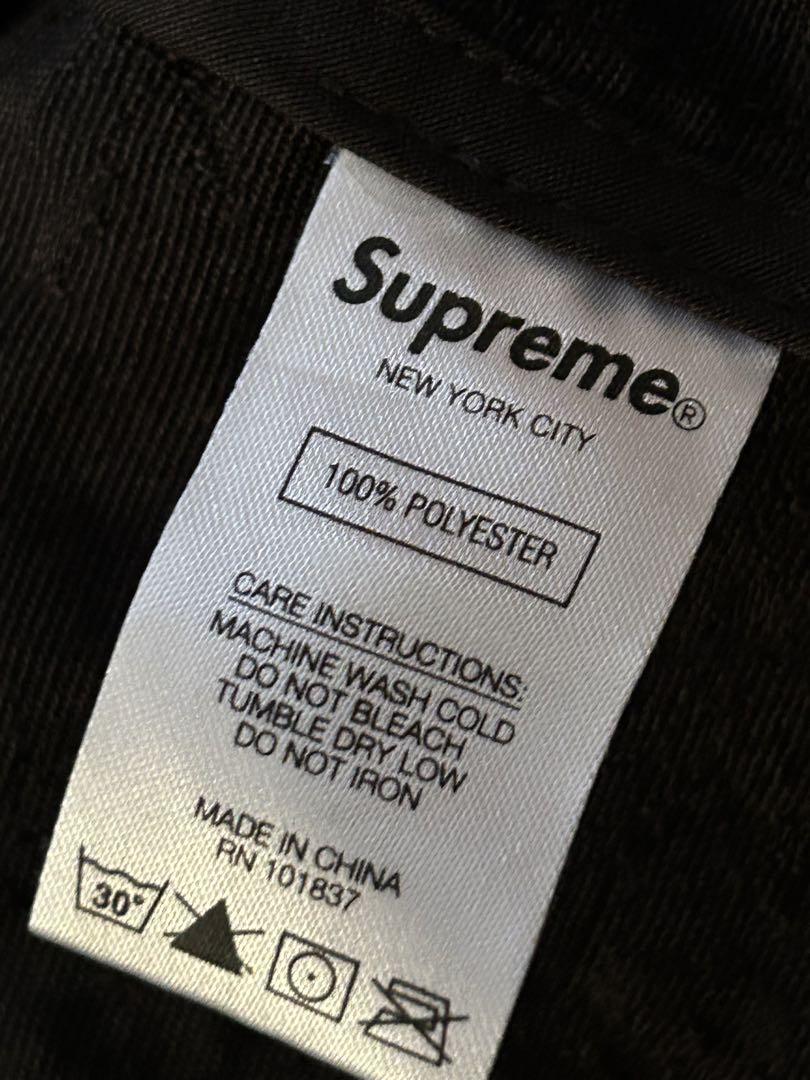 Supreme®
NEW YORK CITY
100% POLYESTER
CARE INSTRUCTIONS:
MACHINE WASH COLD
DO NOT BLEACH
TUMBLE DRY LOW
DO NOT IRON
MADE IN CHINA
RN 101837
30°